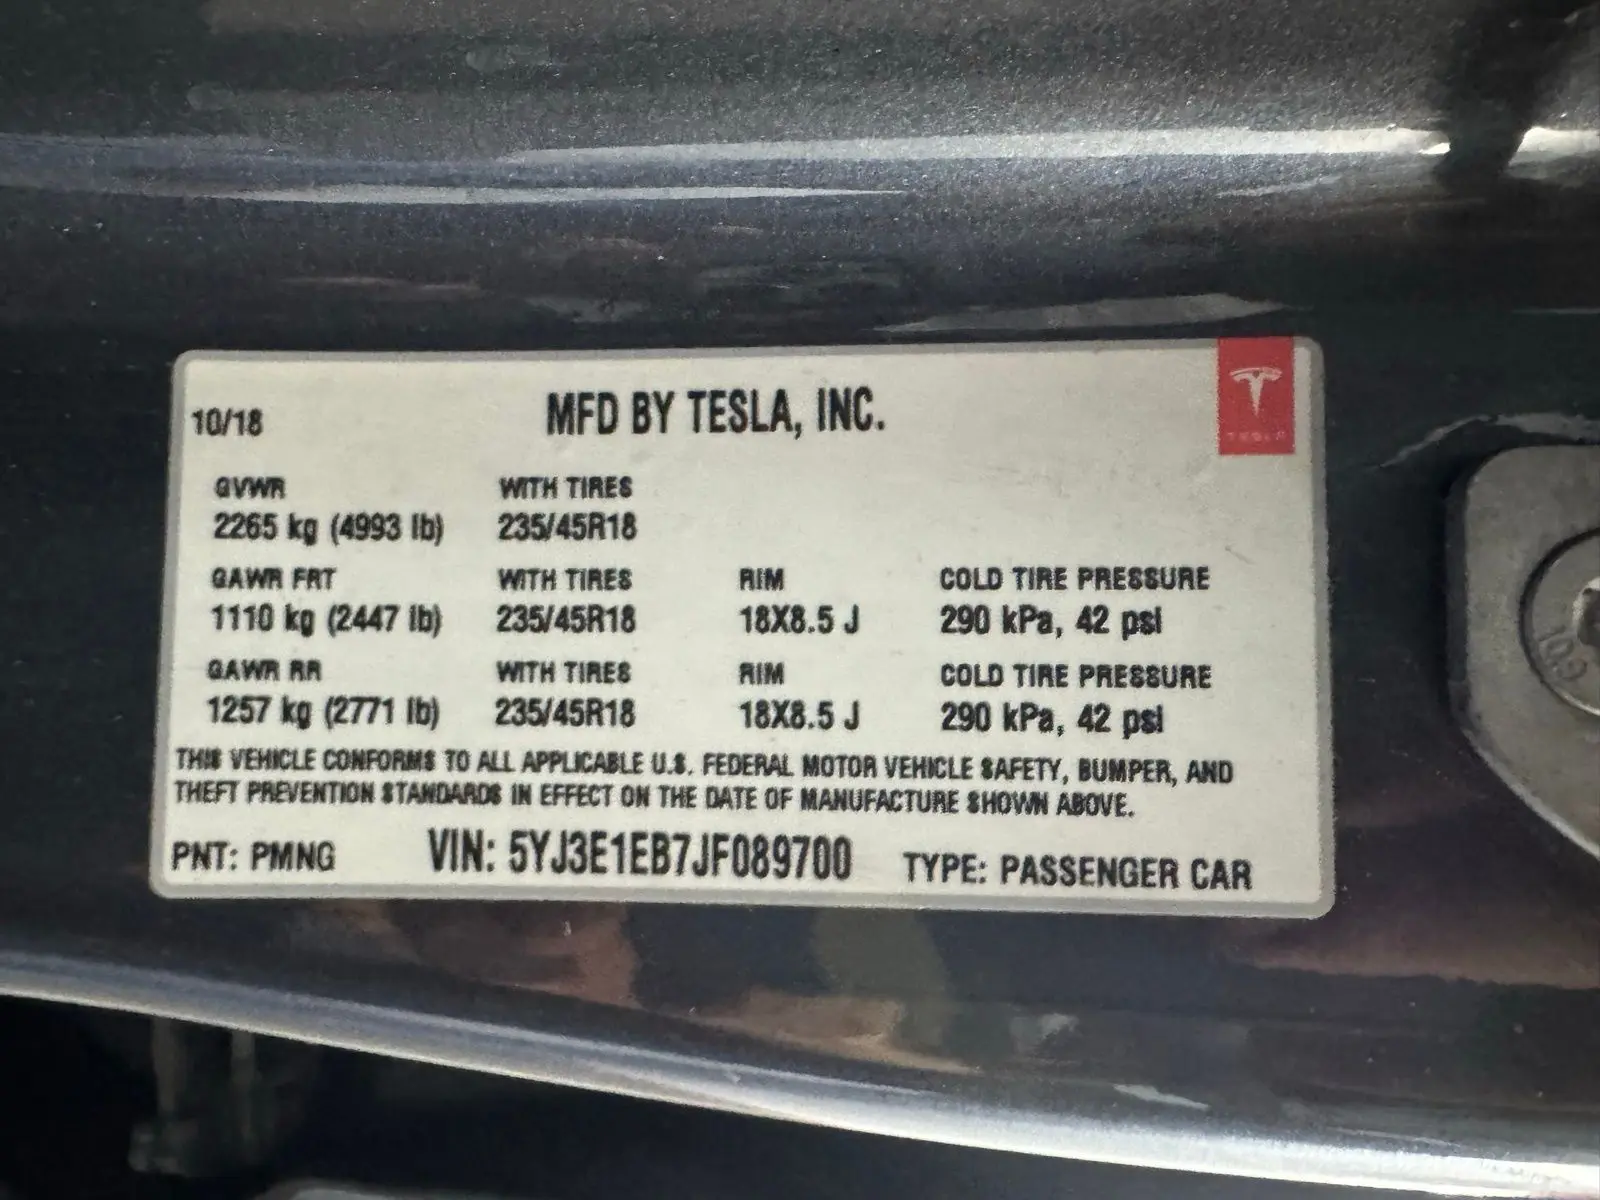 10/18 MFD BY TESLA, INC.
TESLA
GVWR WITH TIRES
2265 kg (4993 lb) 235/45R18
GAWR FRT WITH TIRES RIM COLD TIRE PRESSURE
1110 kg (2447 lb) 235/45R18 18X8.5 J 290 kPa, 42 psi
GAWR RR WITH TIRES RIM COLD TIRE PRESSURE
1257 kg (2771 lb) 235/45R18 18X8.5 J 290 kPa, 42 psi
THIS VEHICLE CONFORMS TO ALL APPLICABLE U.S. FEDERAL MOTOR VEHICLE SAFETY, BUMPER, AND
THEFT PREVENTION STANDARDS IN EFFECT ON THE DATE OF MANUFACTURE SHOWN ABOVE.
PNT: PMNG VIN: 5YJ3E1EB7JF089700 TYPE: PASSENGER CAR
10.9